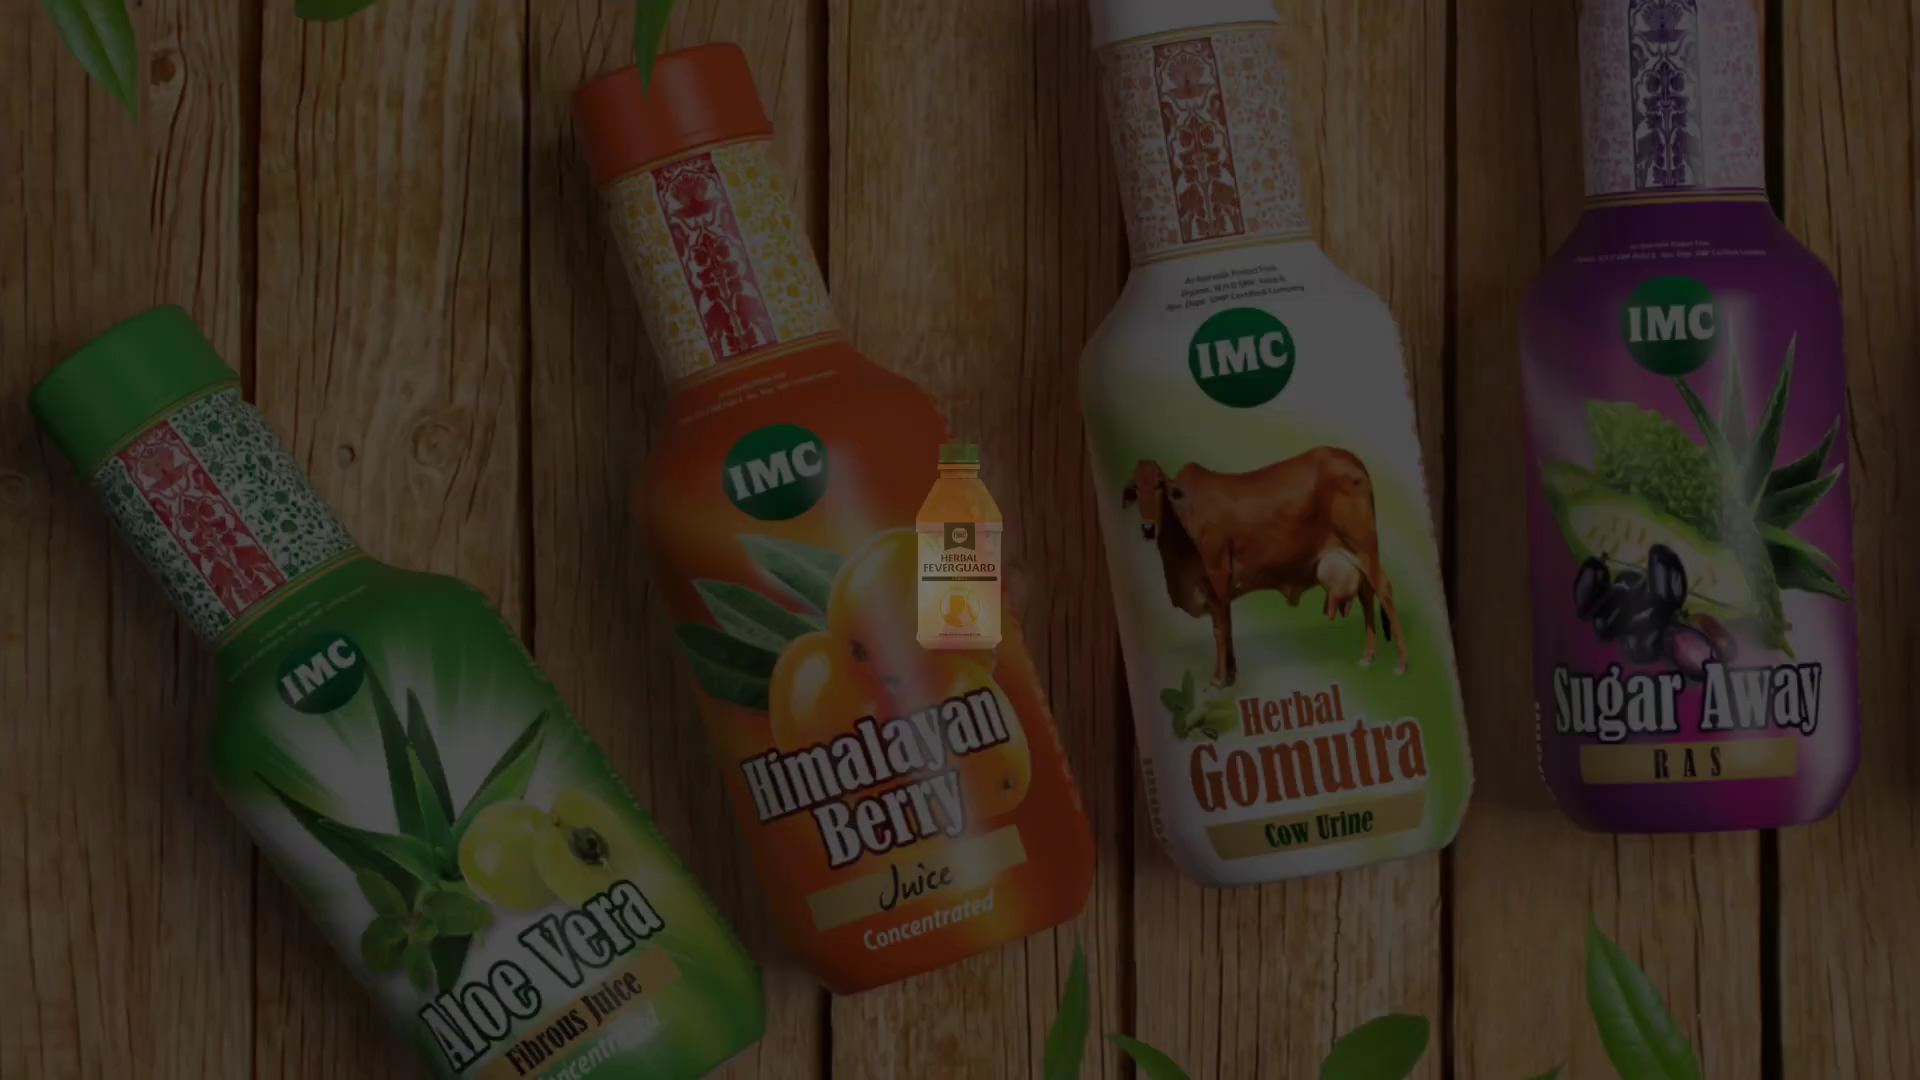 IMC
Aloe Vera
Fibrous Juice
IMC
Himalayan
Berry
Juice
Concentrated
IMC
HERBAL
FEVERGUARD
IMC
Herbal
Gomutra
Cow Urine
IMC
Sugar Away
RAS